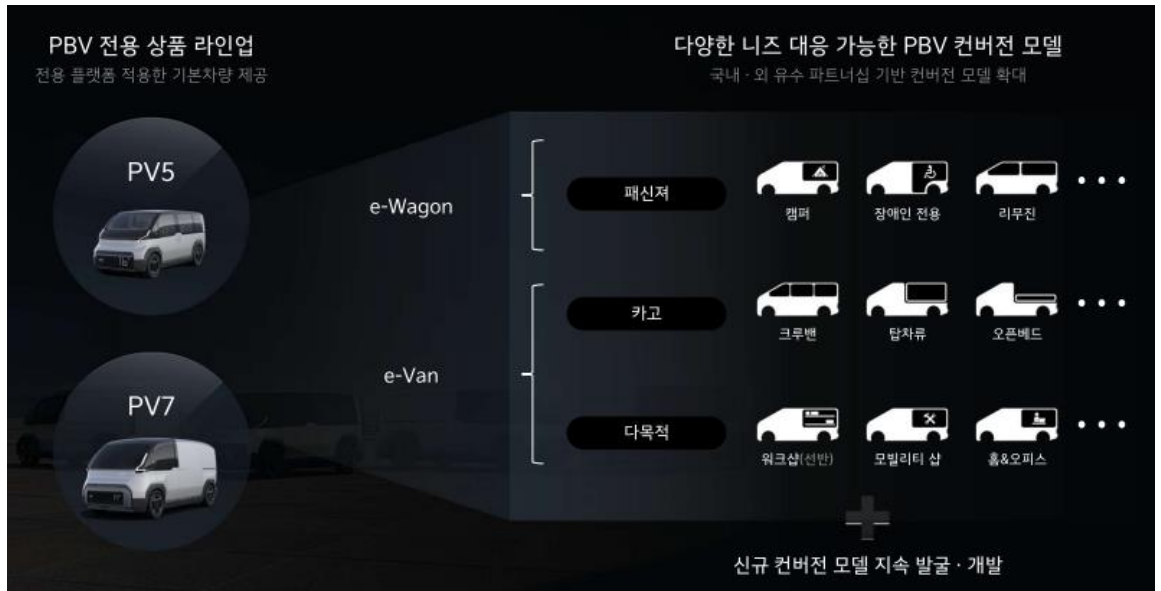 PBV 전용 상품 라인업
전용 플랫폼 적용한 기본차량 제공
PV5
PV7
e-Wagon
e-Van
다양한 니즈 대응 가능한 PBV 컨버전 모델
국내 · 외 유수 파트너십 기반 컨버전 모델 확대
패신져
캠퍼
장애인 전용
리무진
카고
크루밴
탑차류
오픈베드
다목적
워크샵(선반)
모빌리티 샵
홈&오피스
신규 컨버전 모델 지속 발굴 · 개발